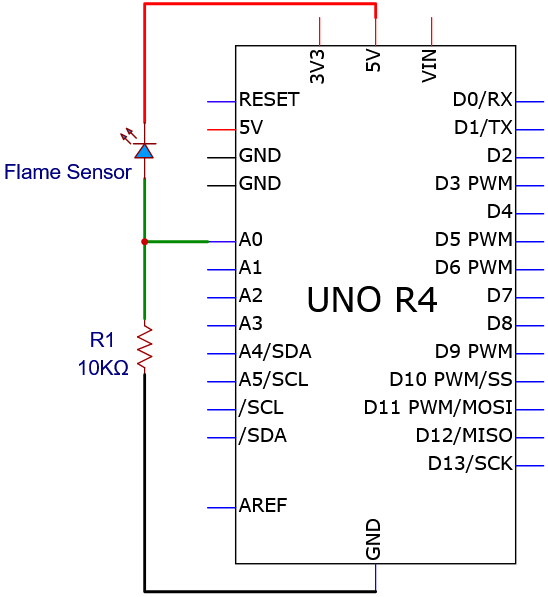 3V3
5V
VIN
RESET
5V
GND
GND
A0
A1
A2
A3
A4/SDA
A5/SCL
/SCL
/SDA
AREF
D0/RX
D1/TX
D2
D3 PWM
D4
D5 PWM
D6 PWM
D7
D8
D9 PWM
D10 PWM/SS
D11 PWM/MOSI
D12/MISO
D13/SCK
UNO R4
GND
Flame Sensor
R1
10KΩ